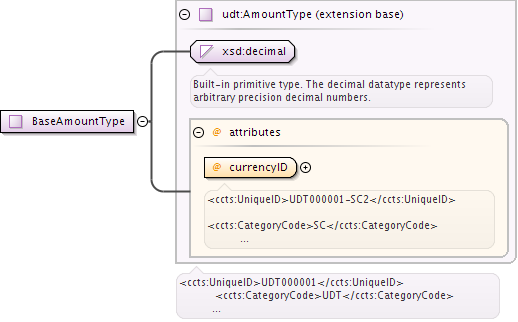 udt:AmountType (extension base)
xsd:decimal
Built-in primitive type. The decimal datatype represents
arbitrary precision decimal numbers.
BaseAmountType
@ attributes
@ currencyID
<ccts:UniqueID>UDT000001-SC2</ccts:UniqueID>
<ccts:CategoryCode>SC</ccts:CategoryCode>
...
<ccts:UniqueID>UDT000001</ccts:UniqueID>
<ccts:CategoryCode>UDT</ccts:CategoryCode>
...